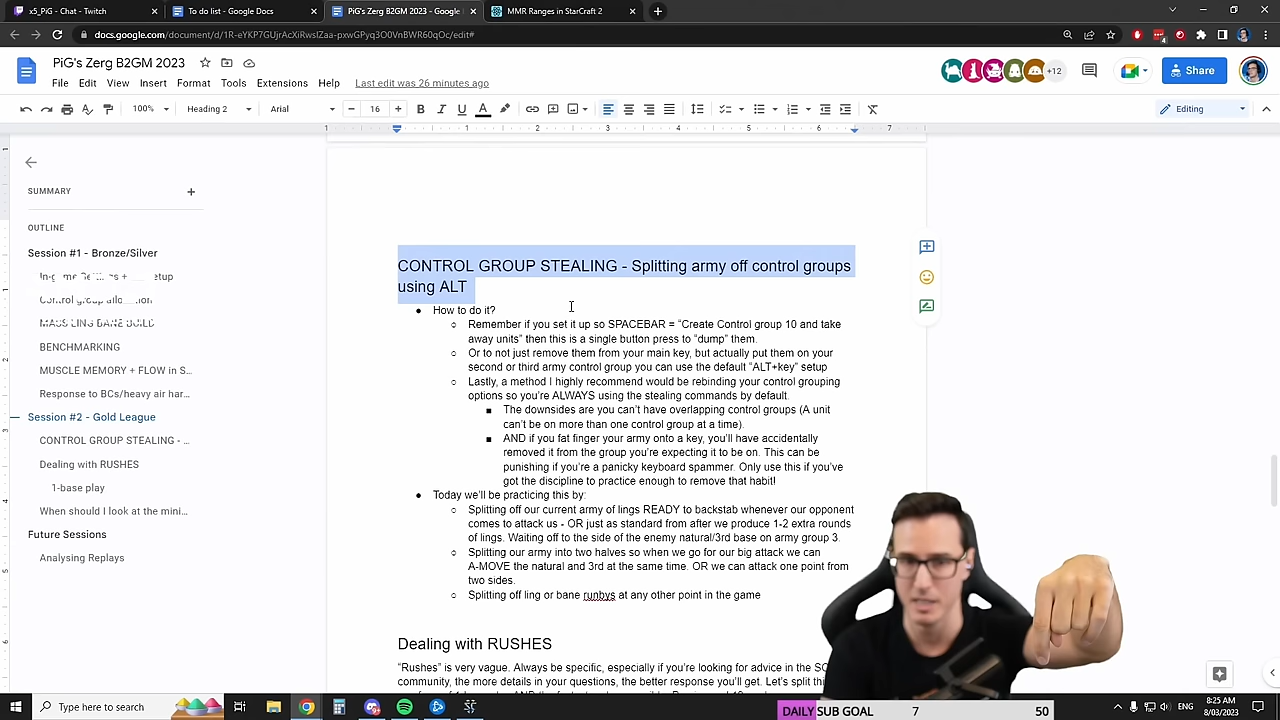 x5_PiG - Chat - Twitch
To do list - Google Docs
PiG's Zerg B2GM 2023 - Google
MMR Ranges in StarCraft 2
docs.google.com/document/d/1R-eYKP7GUjrAcXiRwsIZaa-pxwGPyq3O0VnBWR60qOc/edit#
PiG's Zerg B2GM 2023
File Edit View Insert Format Tools Extensions Help Last edit was 26 minutes ago
+12
Share
100% Heading 2 Arial 16 Editing
1 1 2 3 4 5 6 7
SUMMARY
OUTLINE
Session #1 - Bronze/Silver
MASS LING BANE BUILD
BENCHMARKING
MUSCLE MEMORY + FLOW in S...
Response to BCs/heavy air har...
Session #2 - Gold League
CONTROL GROUP STEALING - ...
Dealing with RUSHES
1-base play
When should I look at the mini...
Future Sessions
Analysing Replays
CONTROL GROUP STEALING - Splitting army off control groups
using ALT
● How to do it?
○ Remember if you set it up so SPACEBAR = “Create Control group 10 and take
away units” then this is a single button press to “dump” them.
○ Or to not just remove them from your main key, but actually put them on your
second or third army control group you can use the default “ALT+key” setup
○ Lastly, a method I highly recommend would be rebinding your control grouping
options so you’re ALWAYS using the stealing commands by default.
■ The downsides are you can’t have overlapping control groups (A unit
can’t be on more than one control group at a time).
■ AND if you fat finger your army onto a key, you’ll have accidentally
removed it from the group you’re expecting it to be on. This can be
punishing if you’re a panicky keyboard spammer. Only use this if you’ve
got the discipline to practice enough to remove that habit!
● Today we’ll be practicing this by:
○ Splitting off our current army of lings READY to backstab whenever our opponent
comes to attack us - OR just as standard from after we produce 1-2 extra rounds
of lings. Waiting off to the side of the enemy natural/3rd base on army group 3.
○ Splitting our army into two halves so when we go for our big attack we can
A-MOVE the natural and 3rd at the same time. OR we can attack one point from
two sides.
○ Splitting off ling or bane runbys at any other point in the game
Dealing with RUSHES
“Rushes” is very vague. Always be specific, especially if you’re looking for advice in the SC
community, the more details in your questions, the better response you’ll get. Let’s split thi
Type here to search
DAILY SUB GOAL 7 50
ENG
8:25 AM
8/03/2023